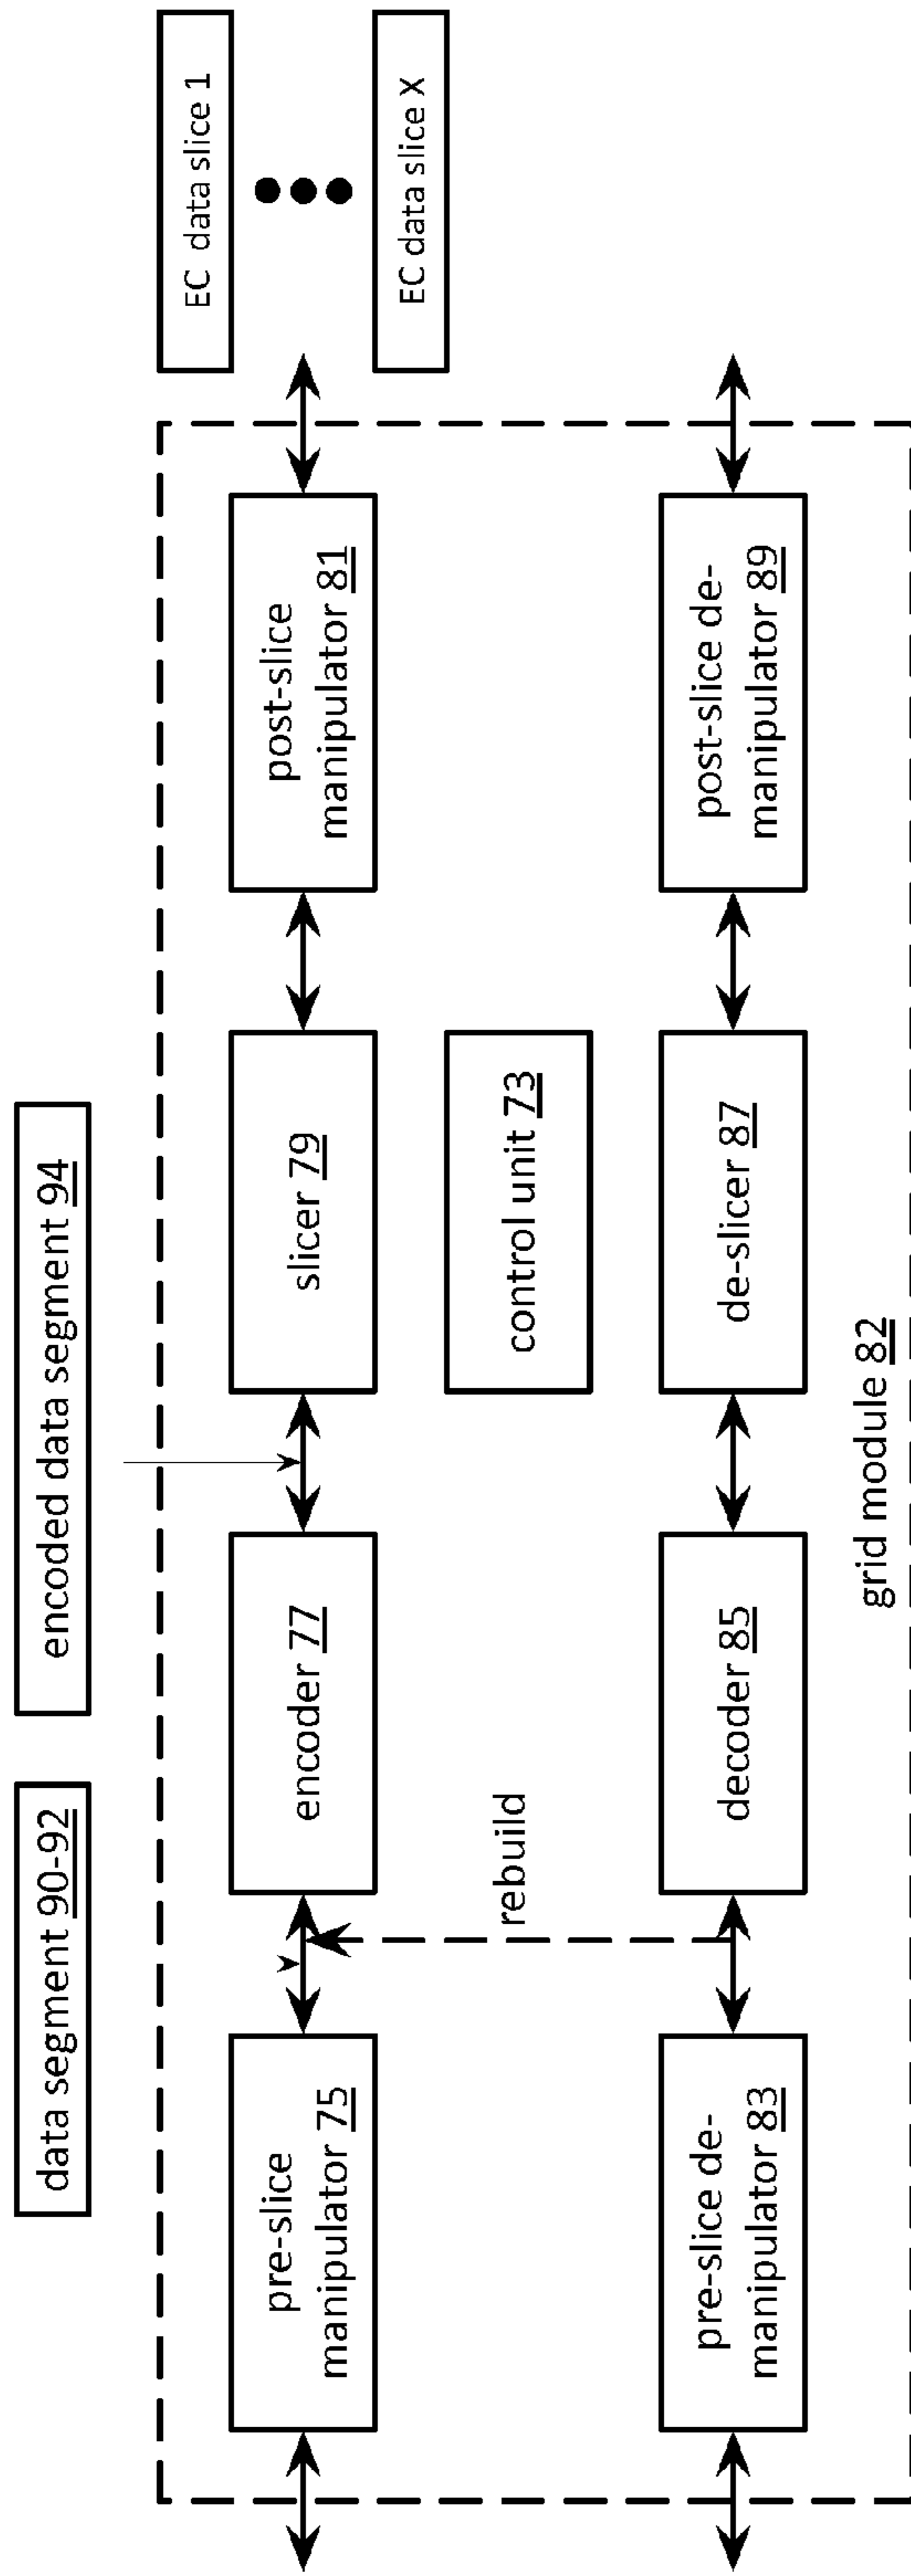 data segment 90-92
encoded data segment 94
EC data slice 1
EC data slice X
pre-slice
manipulator 75
encoder 77
slicer 79
post-slice
manipulator 81
rebuild
control unit 73
pre-slice de-
manipulator 83
decoder 85
de-slicer 87
post-slice de-
manipulator 89
grid module 82